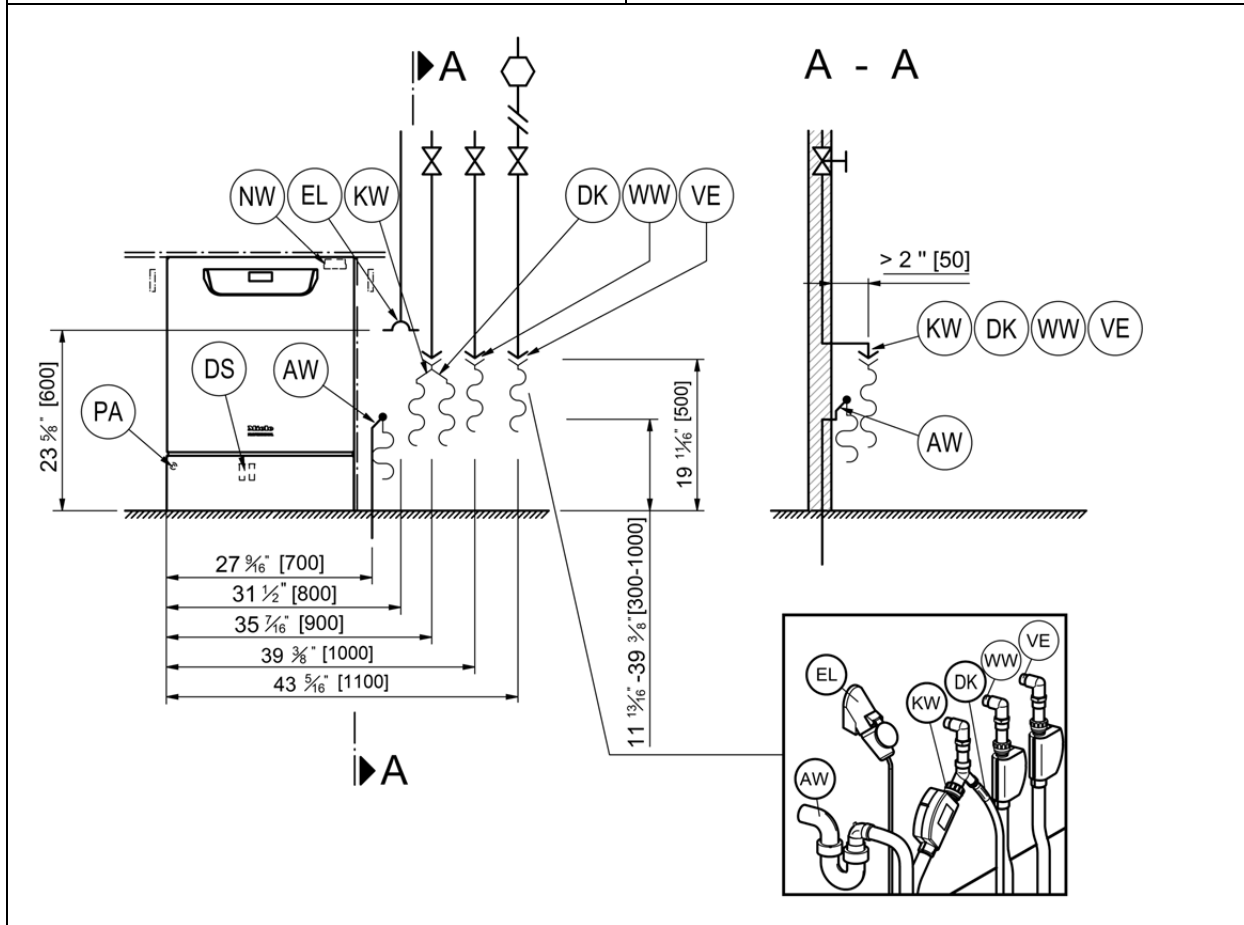 A
A - A
NW
EL
KW
DK
WW
VE
> 2 " [50]
KW
DK
WW
VE
DS
AW
PA
AW
23 ⅝" [600]
Miele
19 11⁄16" [500]
11 13⁄16" -39 ⅜" [300-1000]
27 9⁄16" [700]
31 ½" [800]
35 7⁄16" [900]
39 ⅜" [1000]
43 5⁄16" [1100]
A
VE
WW
DK
EL
KW
AW